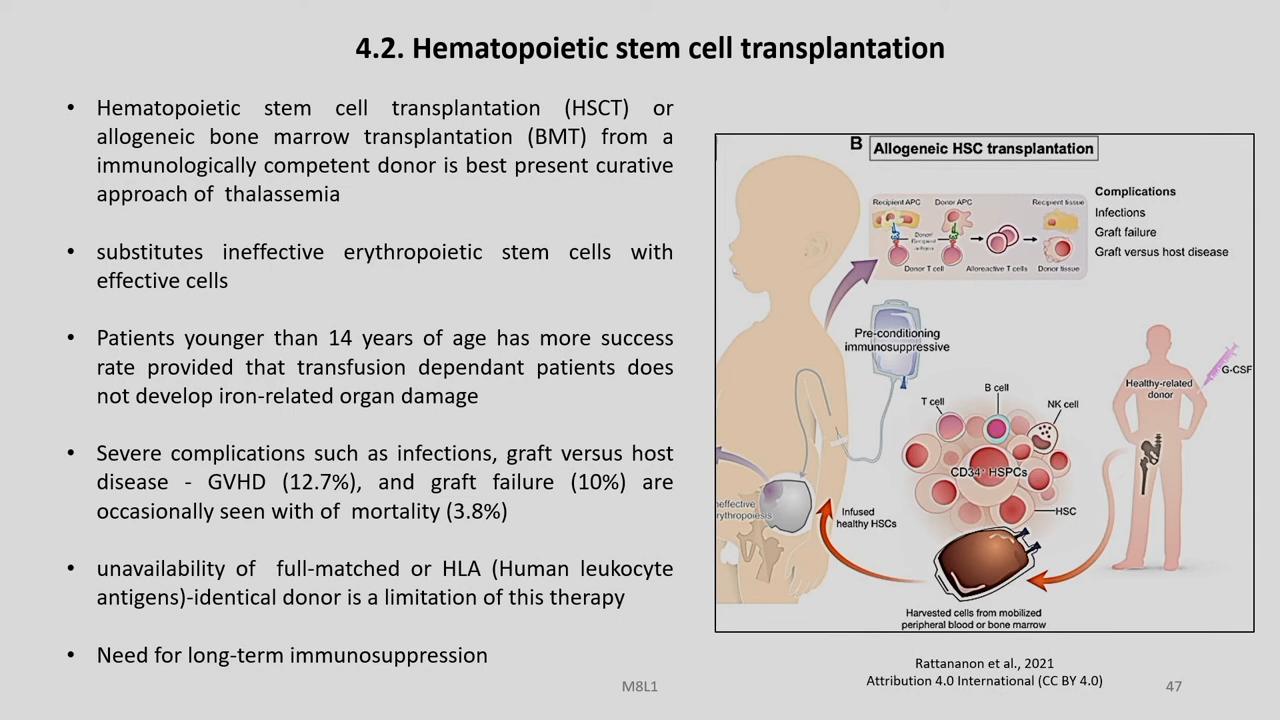 4.2. Hematopoietic stem cell transplantation
• Hematopoietic stem cell transplantation (HSCT) or
allogeneic bone marrow transplantation (BMT) from a
immunologically competent donor is best present curative
approach of thalassemia
• substitutes ineffective erythropoietic stem cells with
effective cells
• Patients younger than 14 years of age has more success
rate provided that transfusion dependant patients does
not develop iron-related organ damage
• Severe complications such as infections, graft versus host
disease - GVHD (12.7%), and graft failure (10%) are
occasionally seen with of mortality (3.8%)
• unavailability of full-matched or HLA (Human leukocyte
antigens)-identical donor is a limitation of this therapy
• Need for long-term immunosuppression
B
Allogeneic HSC transplantation
Recipient APC
Donor APC
Recipient tissue
Donor T cell
Alloreactive T cells
Donor tissue
Complications
Infections
Graft failure
Graft versus host disease
Pre-conditioning
immunosuppressive
T cell
B cell
NK cell
CD34+ HSPCs
HSC
Healthy-related
donor
G-CSF
neffective
rythropoiesis
Infused
healthy HSCs
Harvested cells from mobilized
peripheral blood or bone marrow
Rattananon et al., 2021
Attribution 4.0 International (CC BY 4.0)
M8L1
47